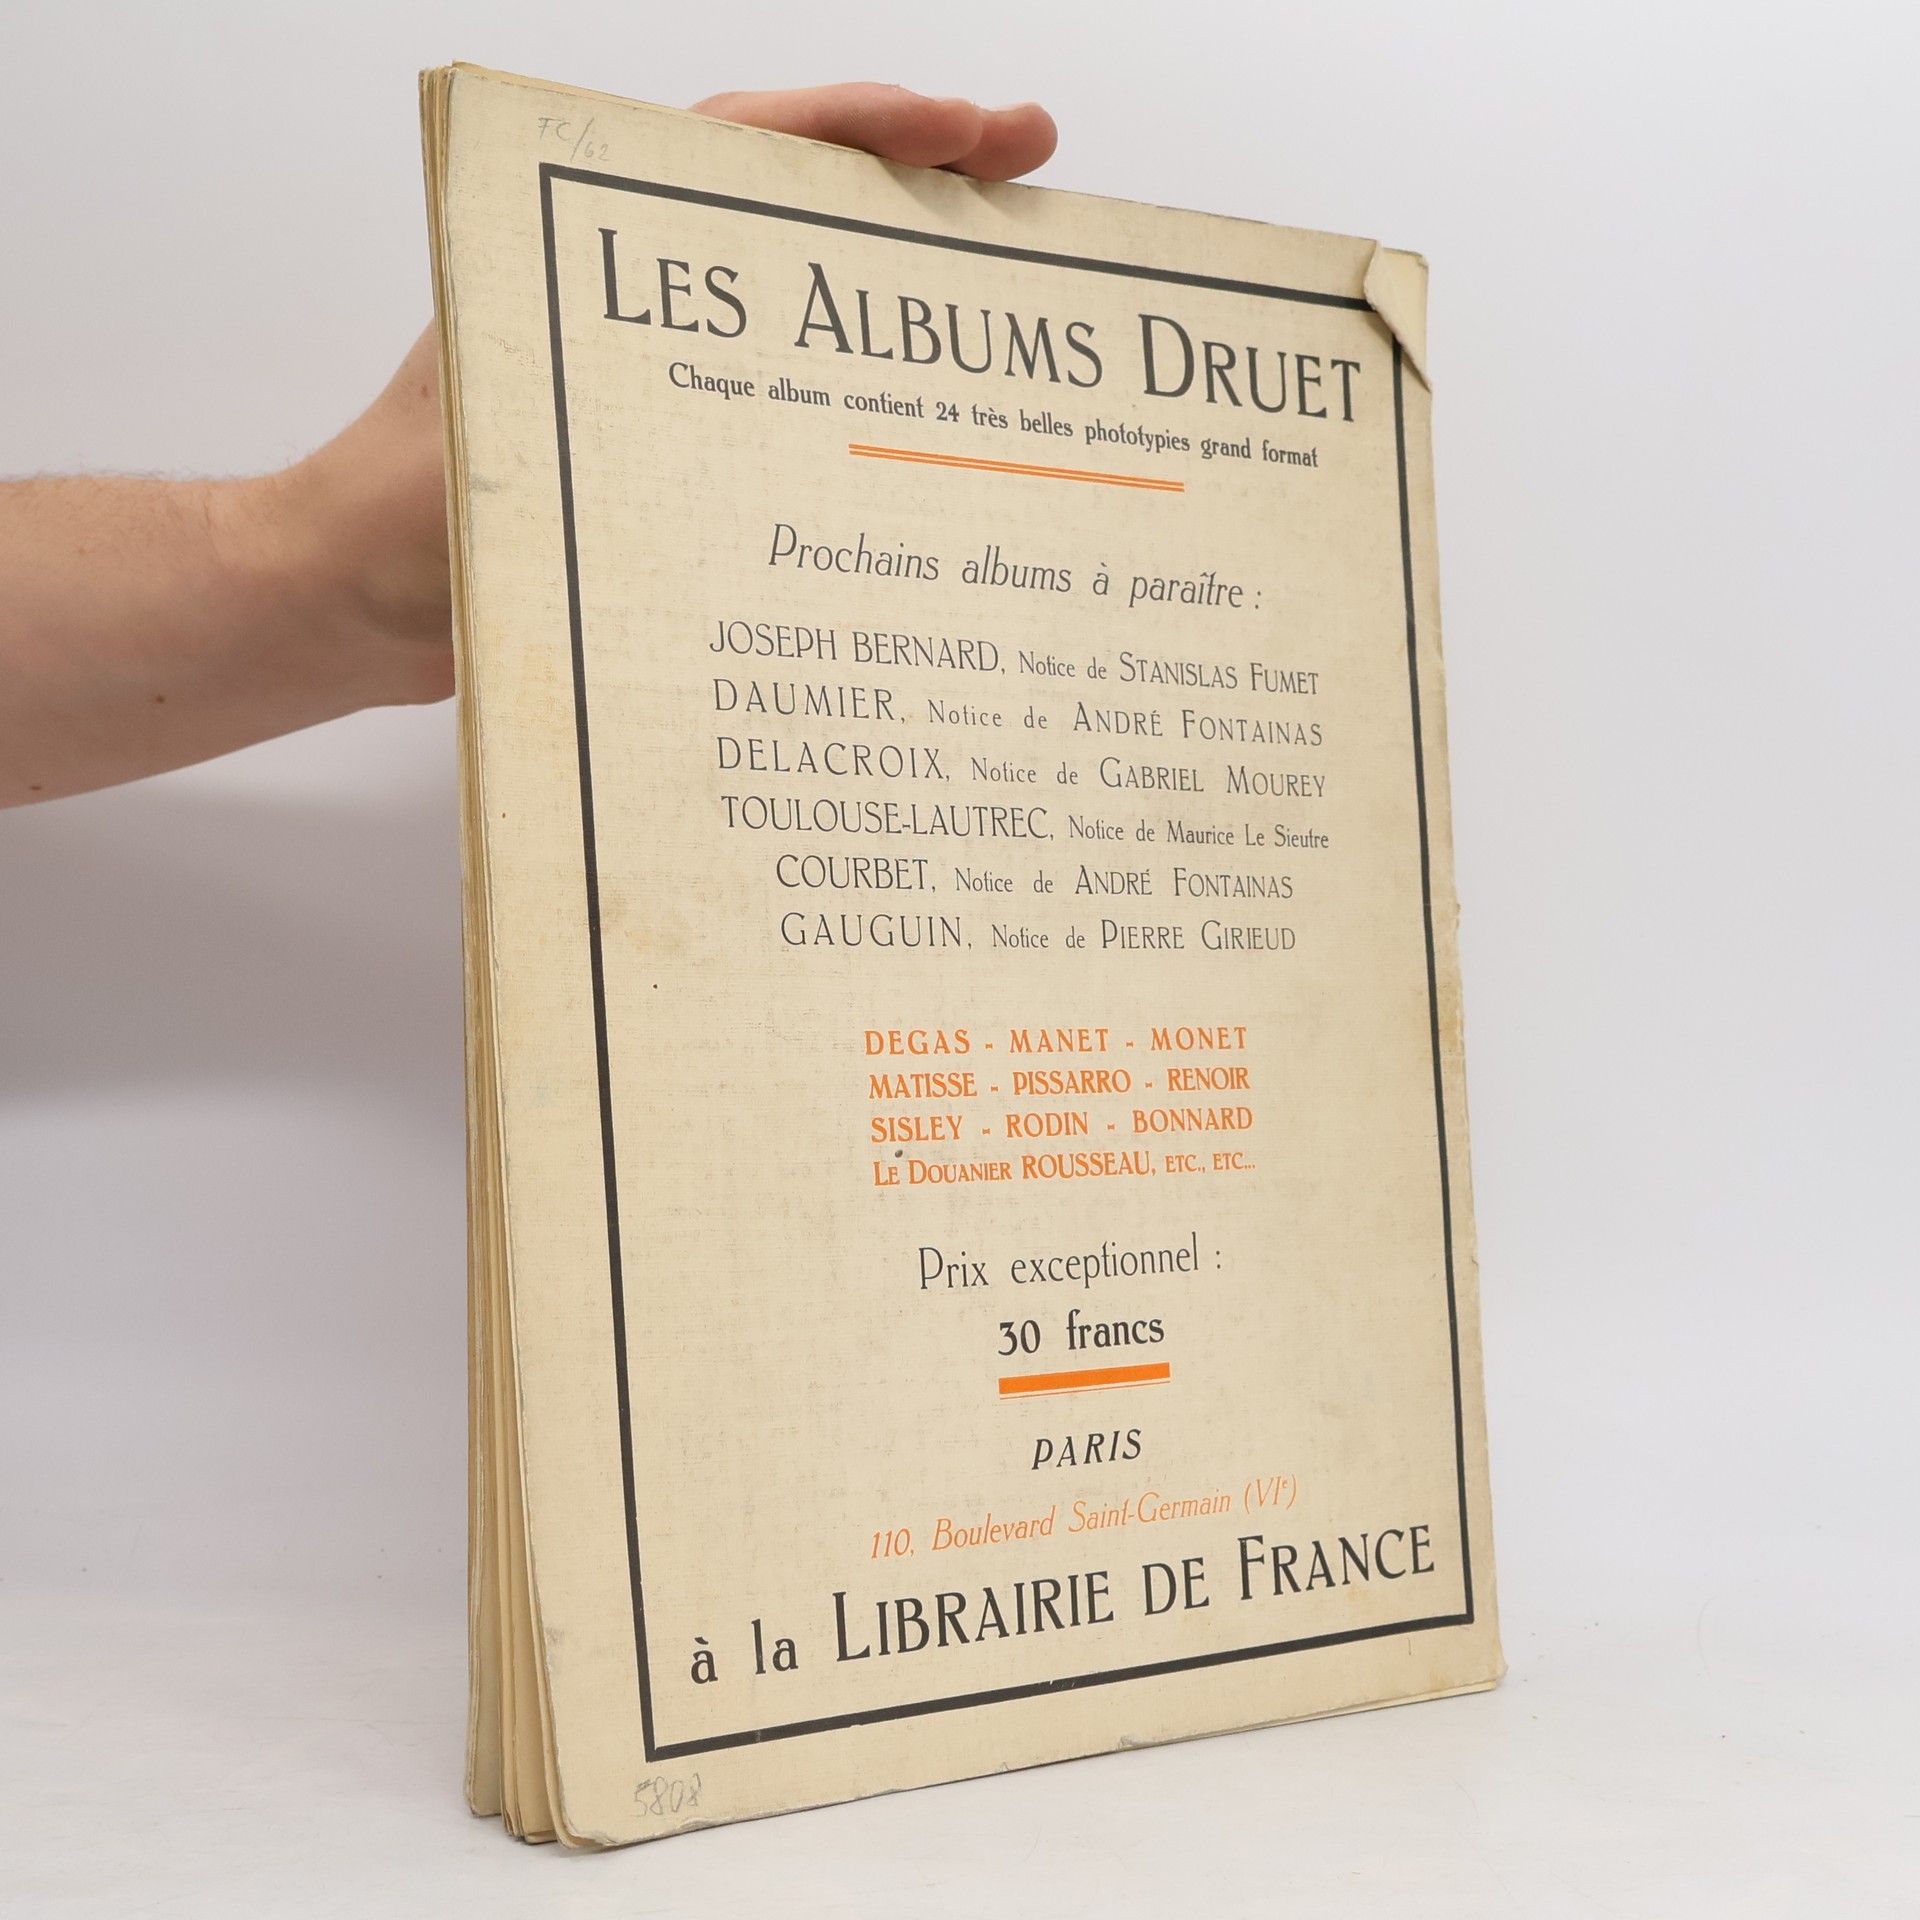 FC/62
LES ALBUMS DRUET
Chaque album contient 24 très belles phototypies grand format
Prochains albums à paraître :
JOSEPH BERNARD, Notice de STANISLAS FUMET
DAUMIER, Notice de ANDRÉ FONTAINAS
DELACROIX, Notice de GABRIEL MOUREY
TOULOUSE-LAUTREC, Notice de Maurice Le Sieutre
COURBET, Notice de ANDRÉ FONTAINAS
GAUGUIN, Notice de PIERRE GIRIEUD
DEGAS - MANET - MONET
MATISSE - PISSARRO - RENOIR
SISLEY - RODIN - BONNARD
LE DOUANIER ROUSSEAU, ETC., ETC...
Prix exceptionnel :
30 francs
PARIS
110, Boulevard Saint-Germain (VIe)
à la LIBRAIRIE DE FRANCE
5808